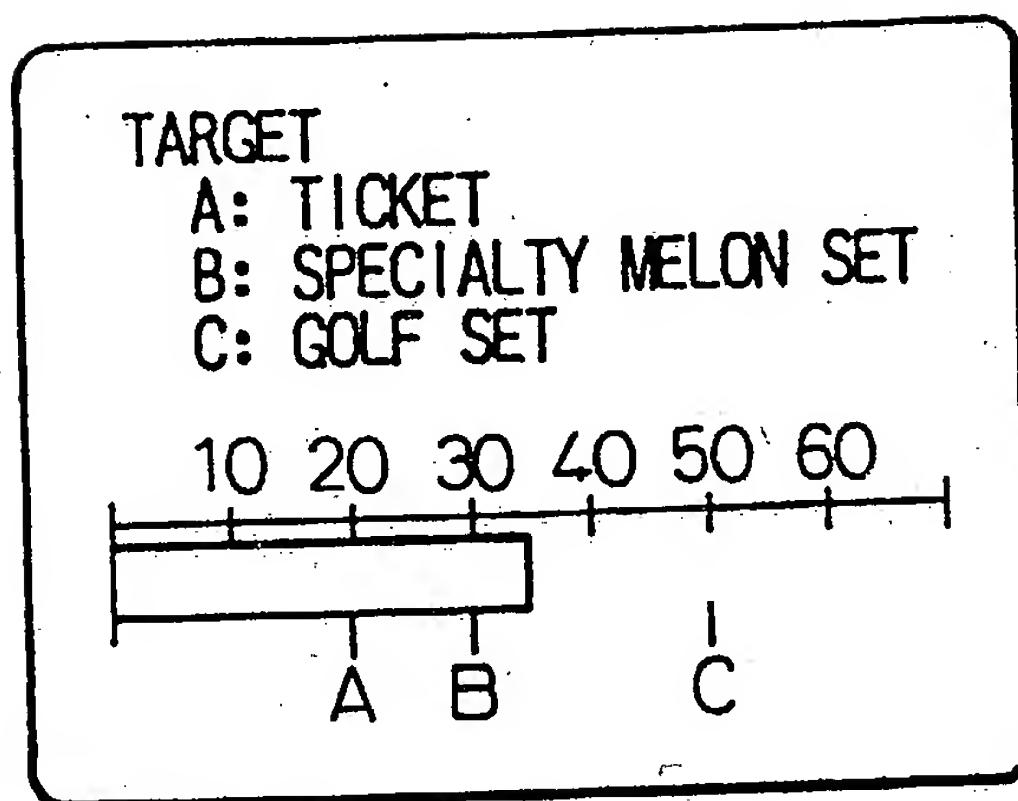 TARGET
A: TICKET
B: SPECIALTY MELON SET
C: GOLF SET
10 20 30 40 50 60
A B C